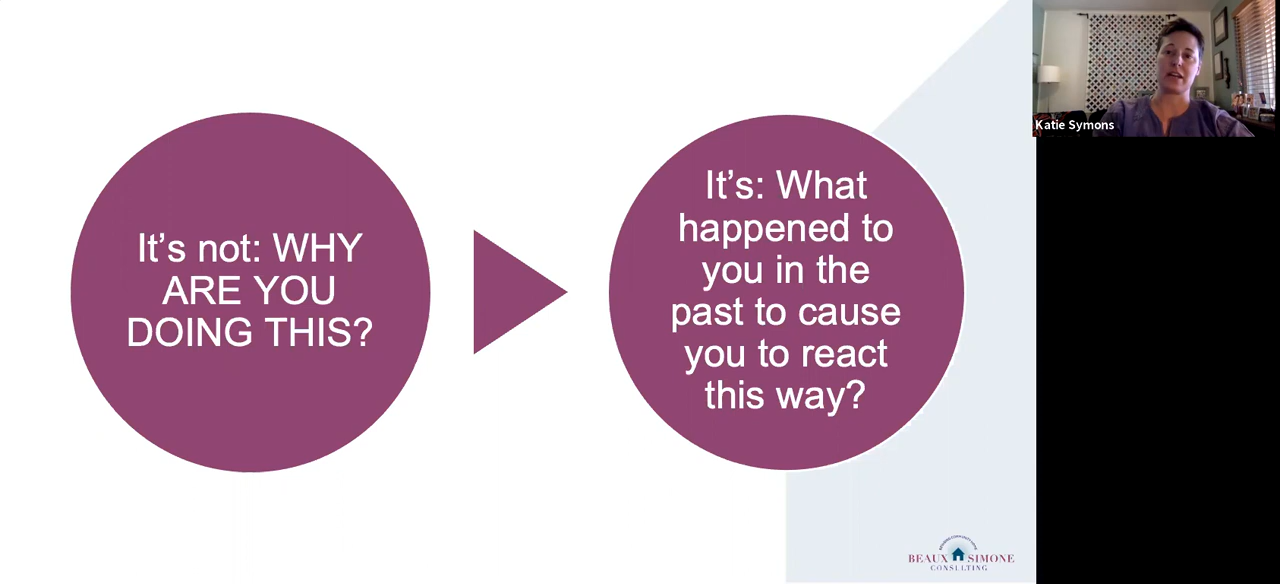 It's not: WHY
ARE YOU
DOING THIS?
It's: What
happened to
you in the
past to cause
you to react
this way?
Katie Symons
BEAUX SIMONE
CONSULTING